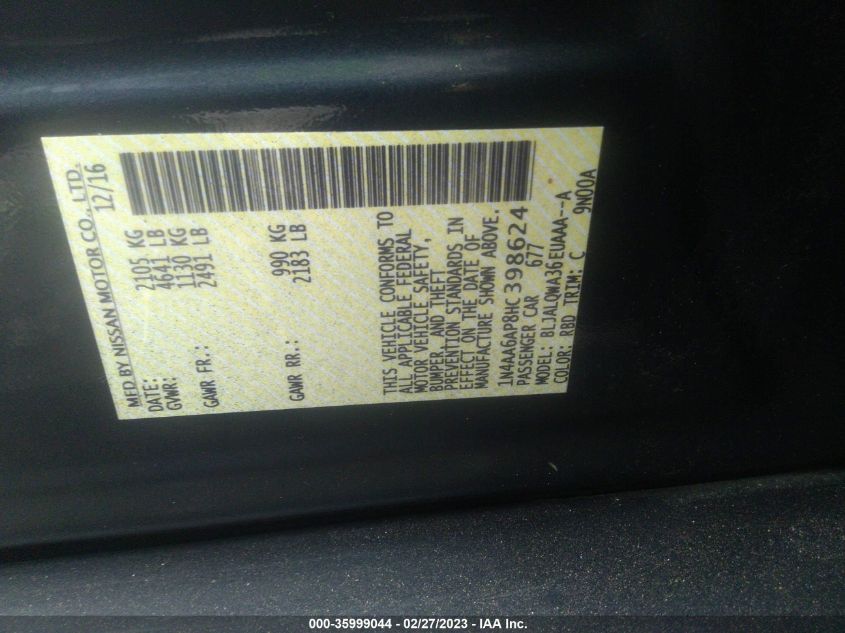 MFD BY NISSAN MOTOR CO., LTD.
DATE: 12/16
GVWR: 2105 KG
4641 LB
GAWR FR.: 1130 KG
2491 LB
GAWR RR.: 990 KG
2183 LB
THIS VEHICLE CONFORMS TO
ALL APPLICABLE FEDERAL
MOTOR VEHICLE SAFETY,
BUMPER, AND THEFT
PREVENTION STANDARDS IN
EFFECT ON THE DATE OF
MANUFACTURE SHOWN ABOVE.
1N4AA6AP8HC398624
PASSENGER CAR 677
MODEL: BLJALQWA36EUAAA--A
COLOR: RBD TRIM: C 9N00A
000-35999044 - 02/27/2023 - IAA Inc.